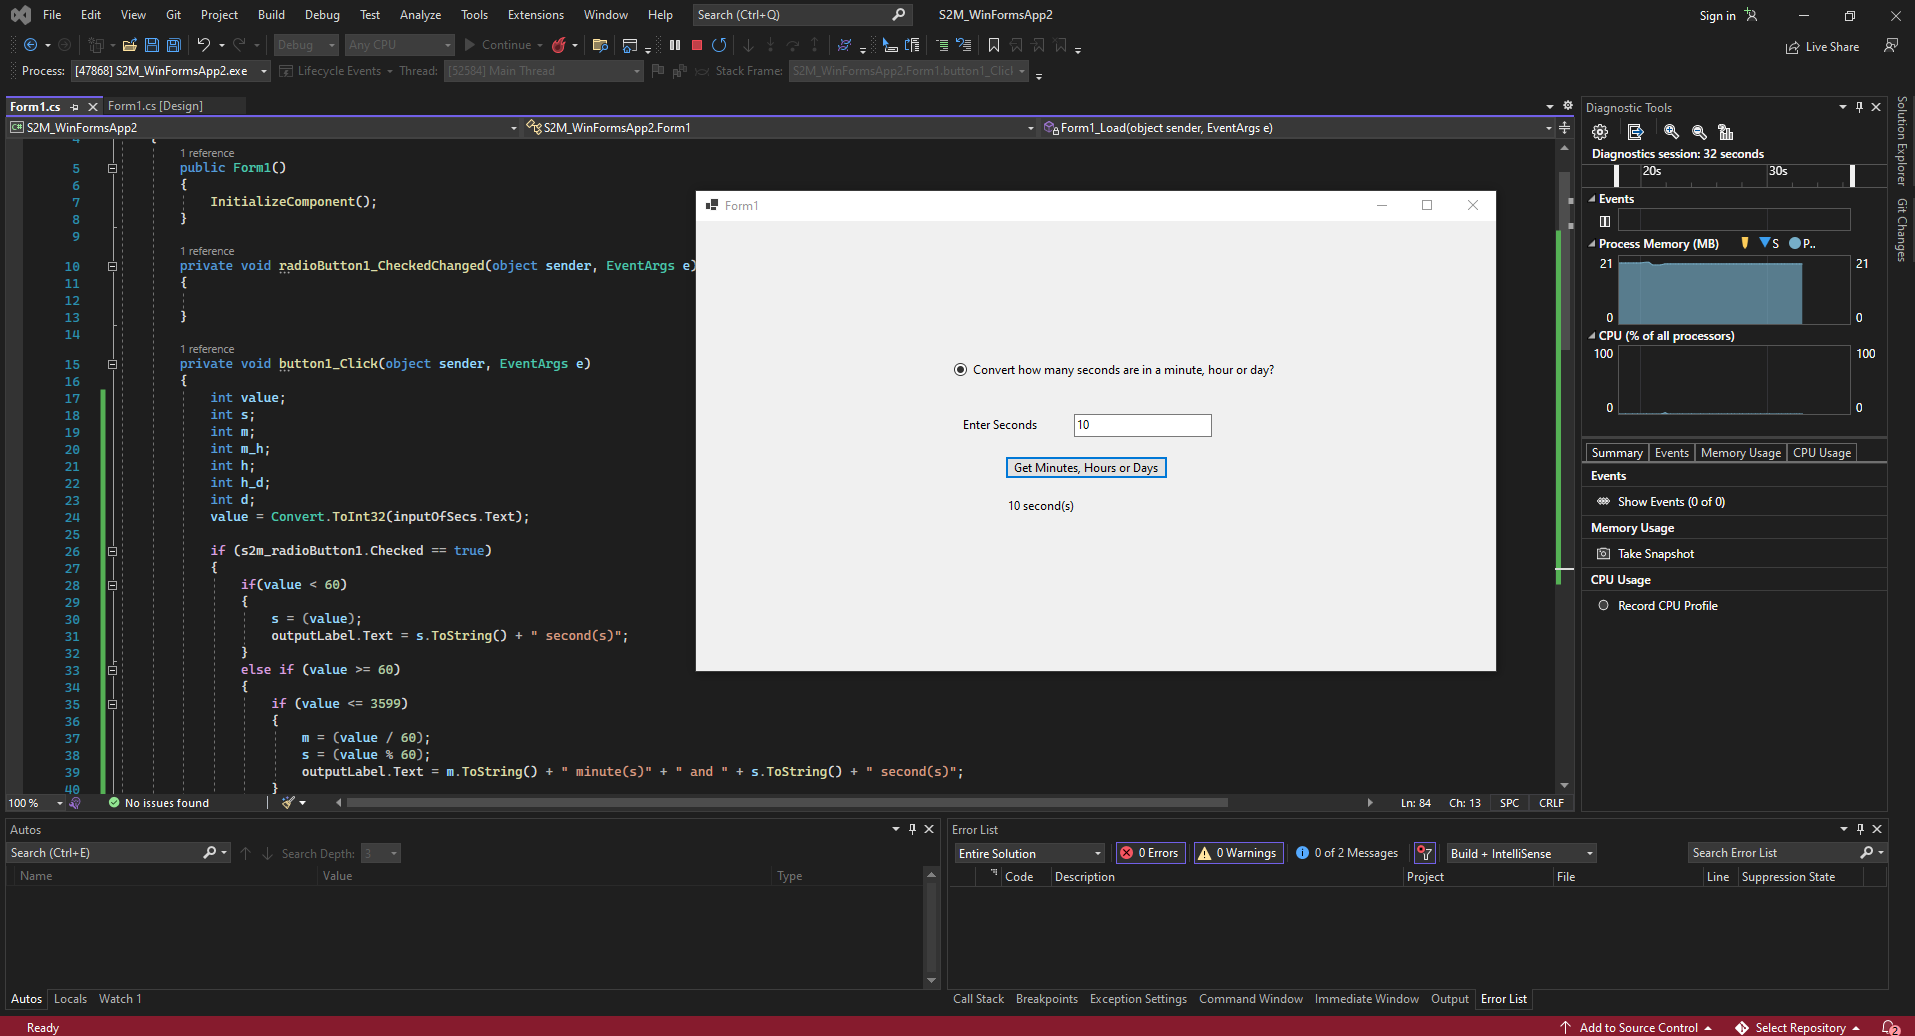 File Edit View Git Project Build Debug Test Analyze Tools Extensions Window Help Search (Ctrl+Q) S2M_WinFormsApp2 Sign in
Debug Any CPU Continue Live Share
Process: [47868] S2M_WinFormsApp2.exe Lifecycle Events Thread: [52584] Main Thread Stack Frame: S2M_WinFormsApp2.Form1.button1_Click
Form1.cs Form1.cs [Design]
S2M_WinFormsApp2 S2M_WinFormsApp2.Form1 Form1_Load(object sender, EventArgs e)
4 {
1 reference
5 public Form1()
6 {
7 InitializeComponent();
8 }
9
1 reference
10 private void radioButton1_CheckedChanged(object sender, EventArgs e)
11 {
12
13 }
14
1 reference
15 private void button1_Click(object sender, EventArgs e)
16 {
17 int value;
18 int s;
19 int m;
20 int m_h;
21 int h;
22 int h_d;
23 int d;
24 value = Convert.ToInt32(inputOfSecs.Text);
25
26 if (s2m_radioButton1.Checked == true)
27 {
28 if(value < 60)
29 {
30 s = (value);
31 outputLabel.Text = s.ToString() + " second(s)";
32 }
33 else if (value >= 60)
34 {
35 if (value <= 3599)
36 {
37 m = (value / 60);
38 s = (value % 60);
39 outputLabel.Text = m.ToString() + " minute(s)" + " and " + s.ToString() + " second(s)";
40 }
100 % No issues found Ln: 84 Ch: 13 SPC CRLF
Form1
Convert how many seconds are in a minute, hour or day?
Enter Seconds 10
Get Minutes, Hours or Days
10 second(s)
Diagnostic Tools
Diagnostics session: 32 seconds
20s 30s
Events
Process Memory (MB) S P..
21 21
0 0
CPU (% of all processors)
100 100
0 0
Summary Events Memory Usage CPU Usage
Events
Show Events (0 of 0)
Memory Usage
Take Snapshot
CPU Usage
Record CPU Profile
Solution Explorer
Git Changes
Autos
Search (Ctrl+E) Search Depth: 3
Name Value Type
Autos Locals Watch 1
Error List
Entire Solution 0 Errors 0 Warnings 0 of 2 Messages Build + IntelliSense Search Error List
Code Description Project File Line Suppression State
Call Stack Breakpoints Exception Settings Command Window Immediate Window Output Error List
Ready Add to Source Control Select Repository 2